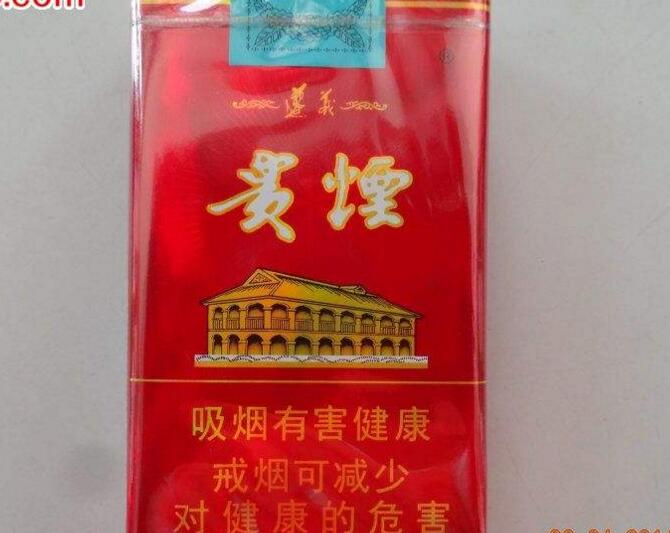 遵義
貴煙
®
吸烟有害健康
戒烟可减少
对健康的危害